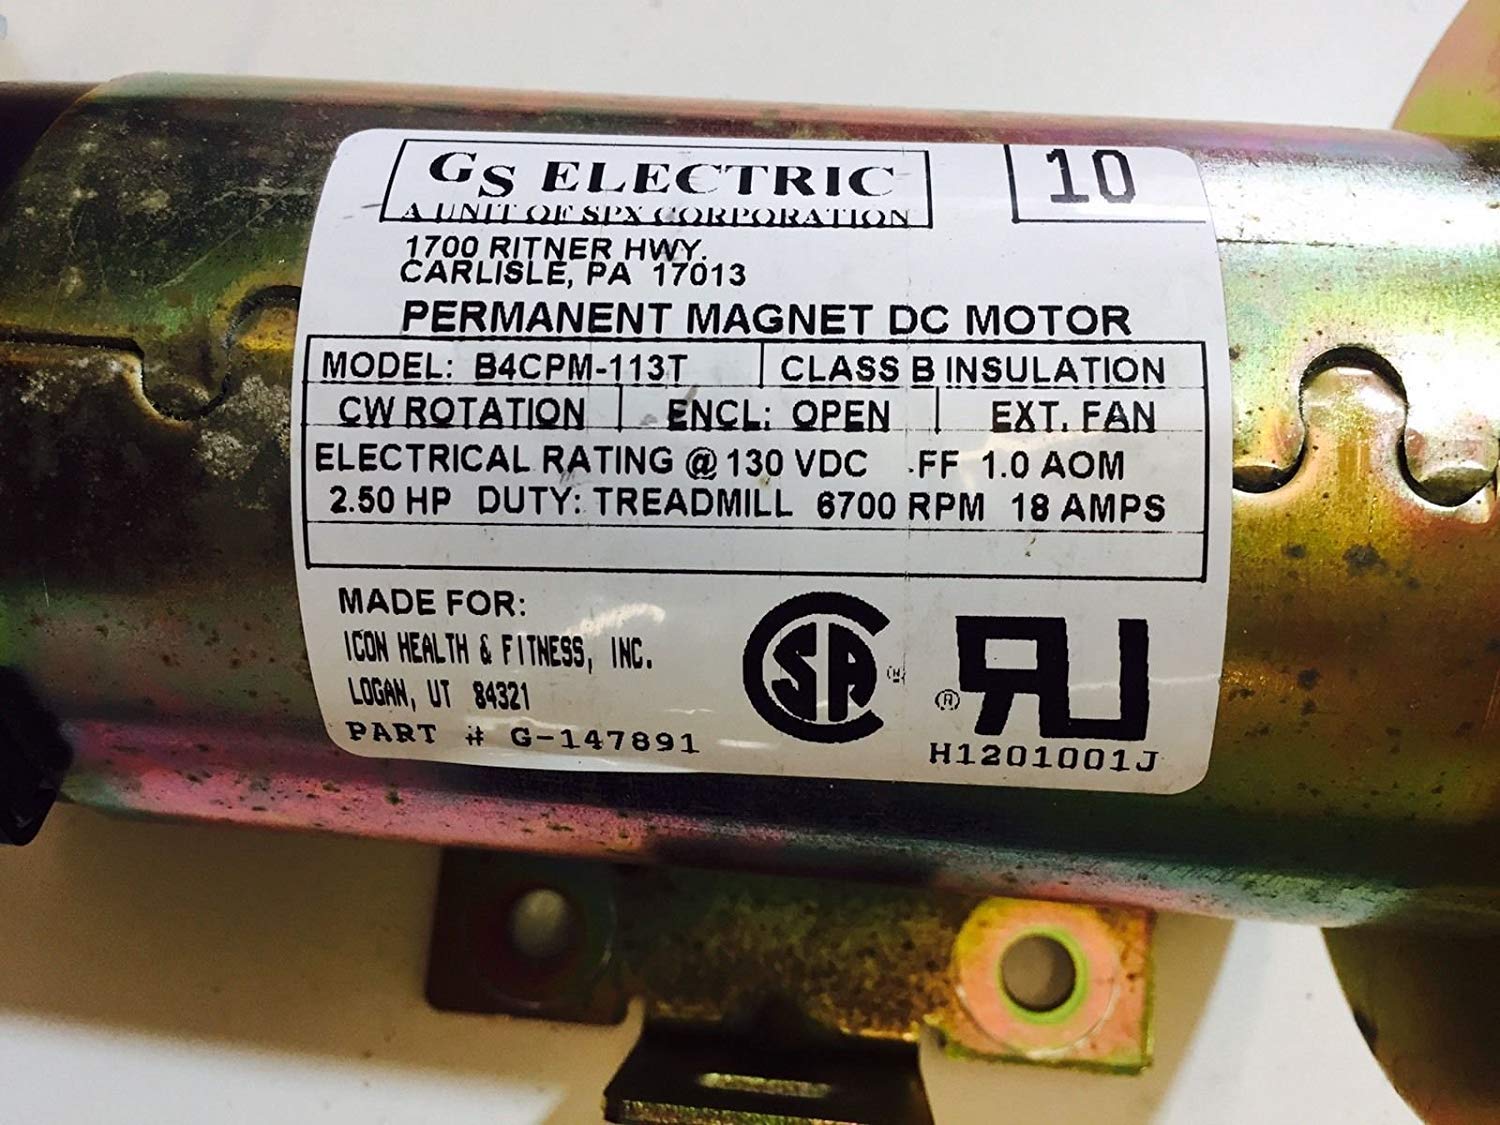 GS ELECTRIC
A UNIT OF SPX CORPORATION
10
1700 RITNER HWY.
CARLISLE, PA 17013
PERMANENT MAGNET DC MOTOR
MODEL: B4CPM-113T CLASS B INSULATION
CW ROTATION ENCL: OPEN EXT. FAN
ELECTRICAL RATING @ 130 VDC FF 1.0 AOM
2.50 HP DUTY: TREADMILL 6700 RPM 18 AMPS
MADE FOR:
ICON HEALTH & FITNESS, INC.
LOGAN, UT 84321
PART # G-147891
SA
®
H1201001J